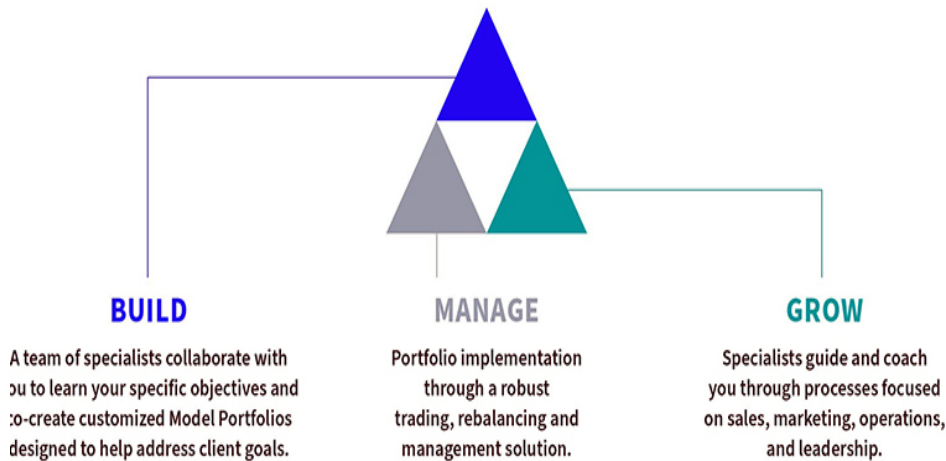 BUILD
A team of specialists collaborate with
ou to learn your specific objectives and
co-create customized Model Portfolios
designed to help address client goals.
MANAGE
Portfolio implementation
through a robust
trading, rebalancing and
management solution.
GROW
Specialists guide and coach
you through processes focused
on sales, marketing, operations,
and leadership.